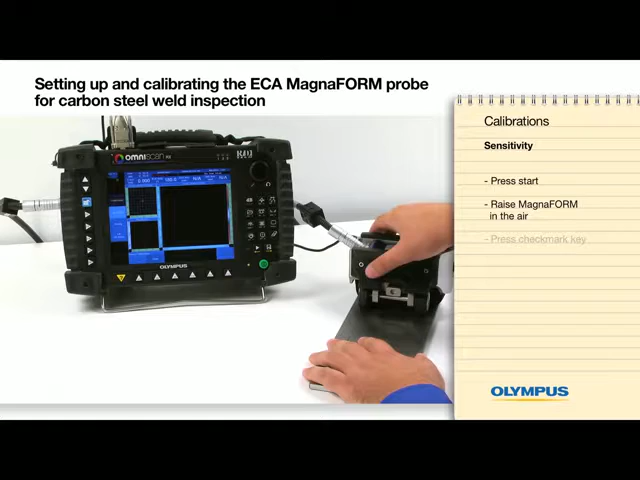 Setting up and calibrating the ECA MagnaFORM probe
for carbon steel weld inspection
Calibrations
Sensitivity
- Press start
- Raise MagnaFORM
in the air
- Press checkmark key
OMNISCAN MX
OLYMPUS
OLYMPUS